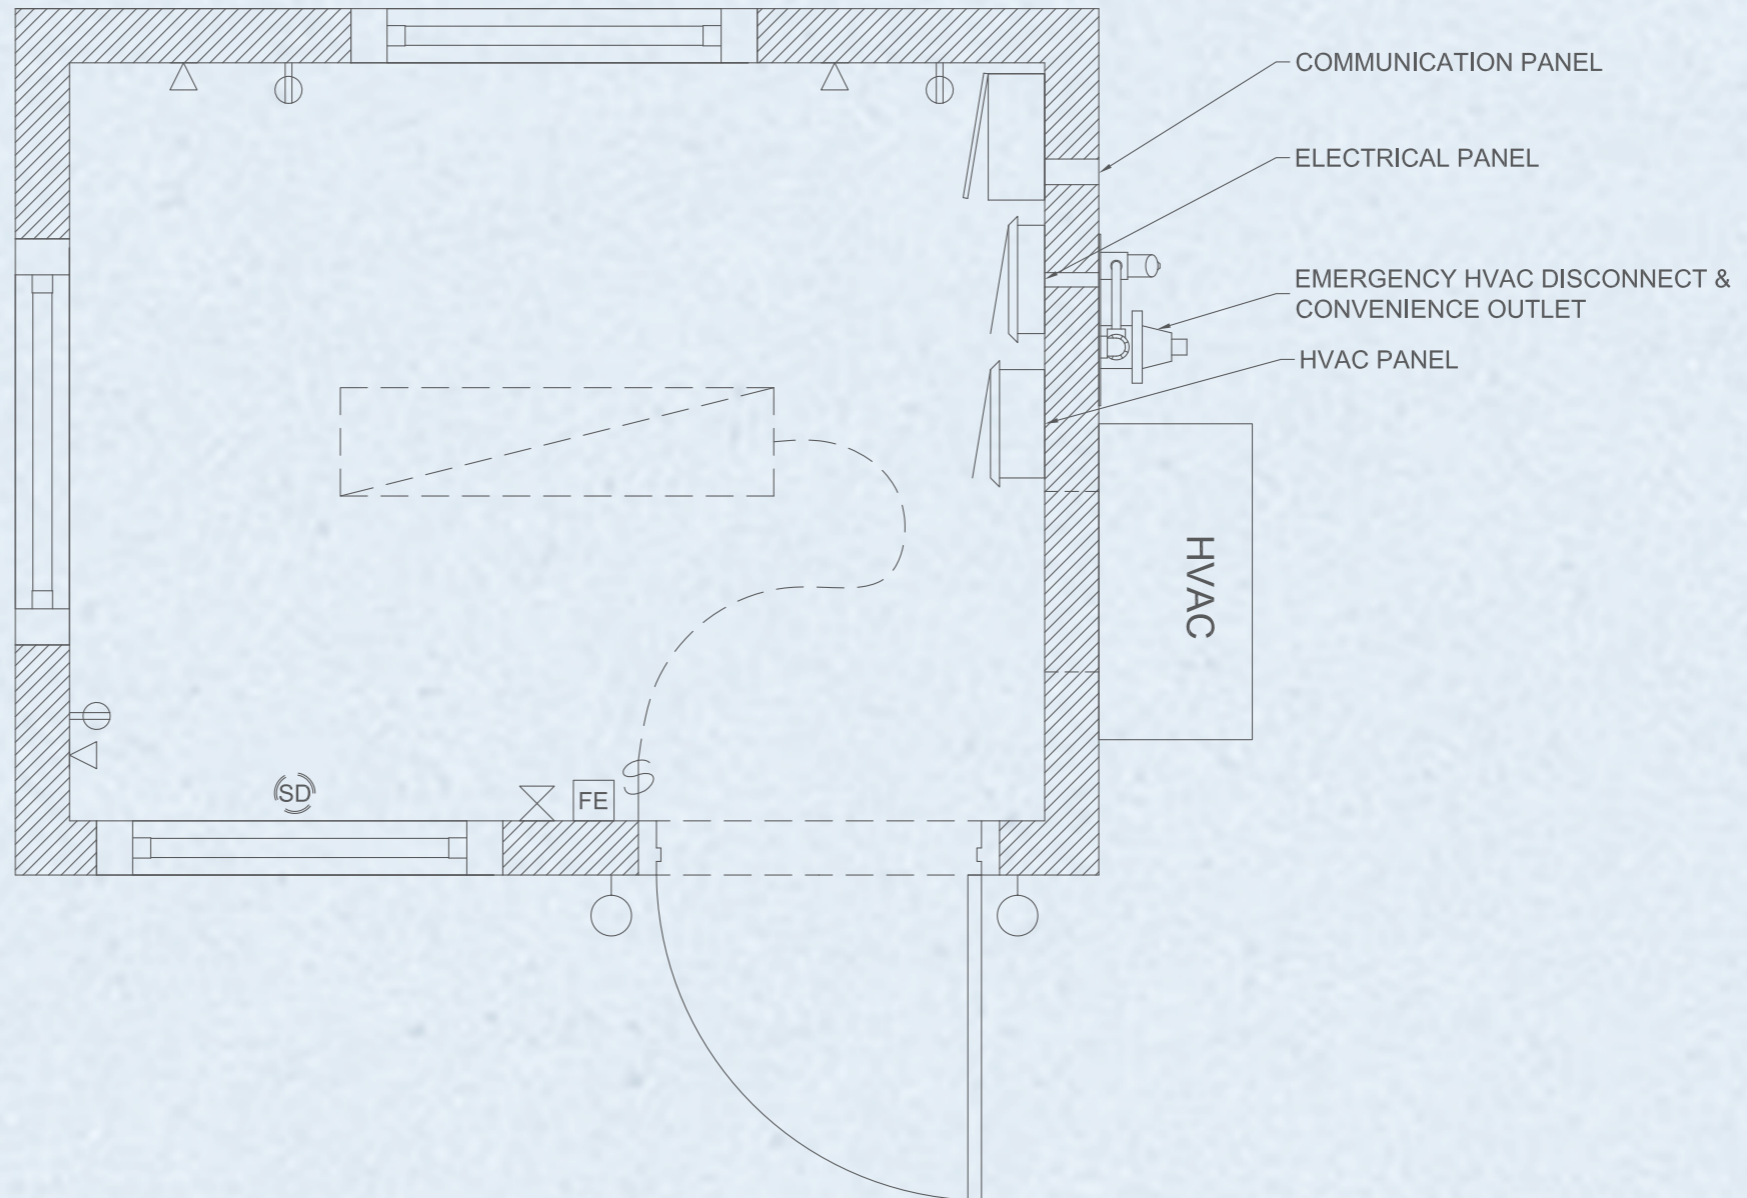 COMMUNICATION PANEL
ELECTRICAL PANEL
EMERGENCY HVAC DISCONNECT &
CONVENIENCE OUTLET
HVAC PANEL
HVAC
SD
FE
S